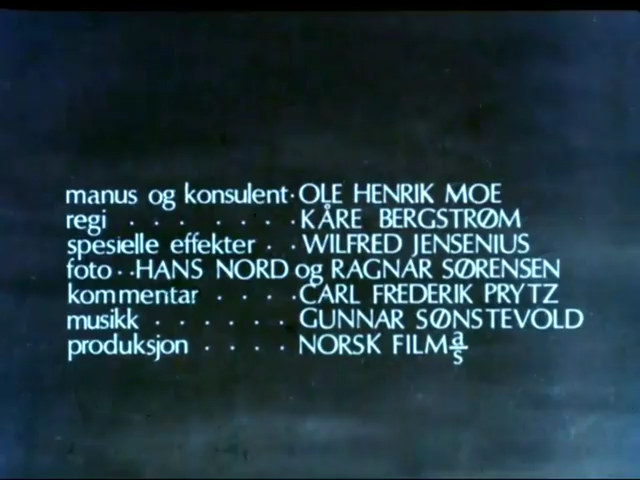 manus og konsulent · OLE HENRIK MOE
regi . . . . . . KÅRE BERGSTRØM
spesielle effekter . . WILFRED JENSENIUS
foto . . HANS NORD og RAGNAR SØRENSEN
kommentar . . . . CARL FREDERIK PRYTZ
musikk . . . . . . GUNNAR SØNSTEVOLD
produksjon . . . . NORSK FILM a/s